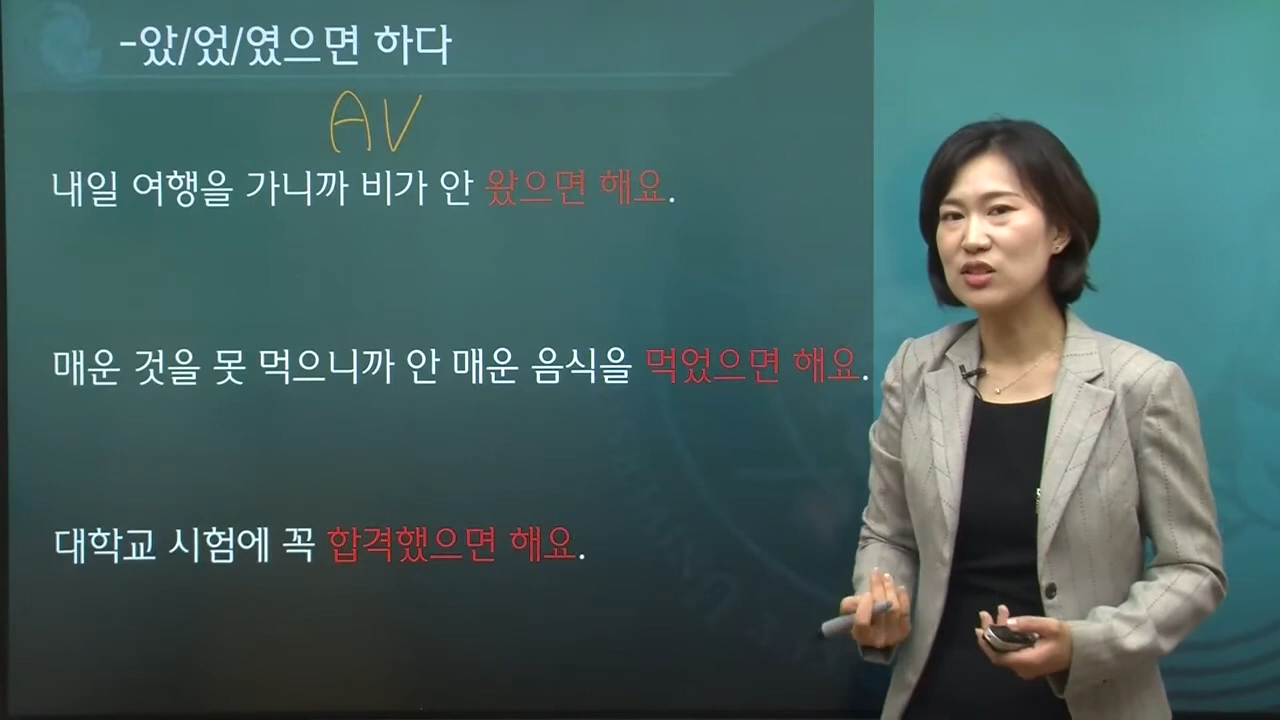 -았/었/였으면 하다
AV
내일 여행을 가니까 비가 안 왔으면 해요.
매운 것을 못 먹으니까 안 매운 음식을 먹었으면 해요.
대학교 시험에 꼭 합격했으면 해요.